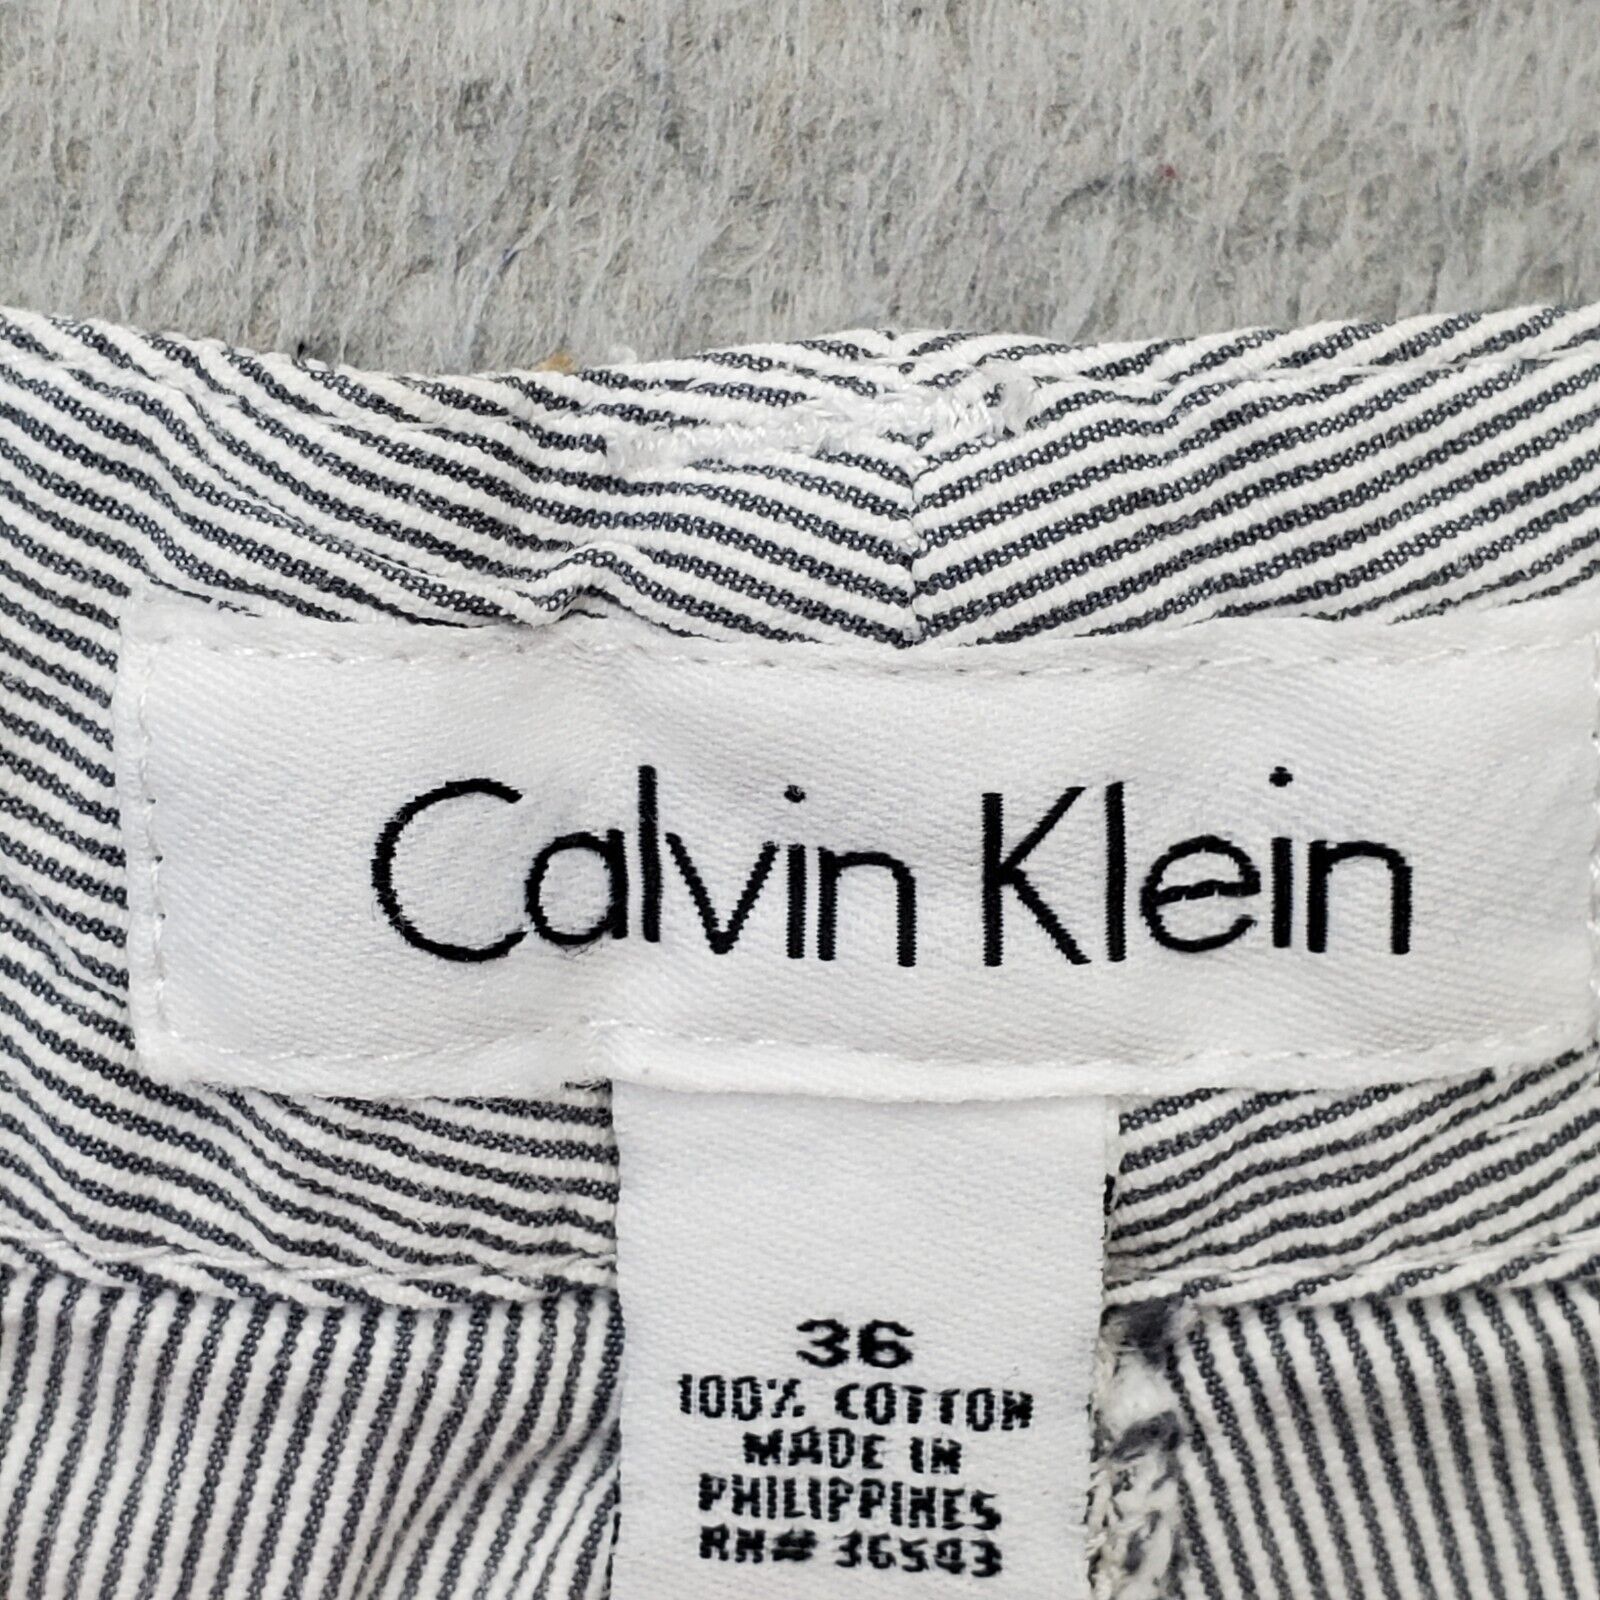 Calvin Klein
36
100% COTTON
MADE IN
PHILIPPINES
RN# 36543